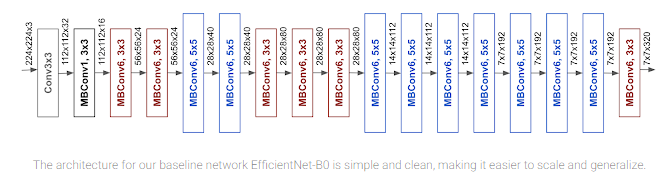 224x224x3
Conv3x3
112x112x32
MBConv1, 3x3
112x112x16
MBConv6, 3x3
56x56x24
MBConv6, 3x3
56x56x24
MBConv6, 5x5
28x28x40
MBConv6, 5x5
28x28x40
MBConv6, 3x3
28x28x80
MBConv6, 3x3
28x28x80
MBConv6, 3x3
28x28x80
MBConv6, 5x5
14x14x112
MBConv6, 5x5
14x14x112
MBConv6, 5x5
14x14x112
MBConv6, 5x5
7x7x192
MBConv6, 5x5
7x7x192
MBConv6, 5x5
7x7x192
MBConv6, 5x5
7x7x192
MBConv6, 3x3
7x7x320
The architecture for our baseline network EfficientNet-B0 is simple and clean, making it easier to scale and generalize.